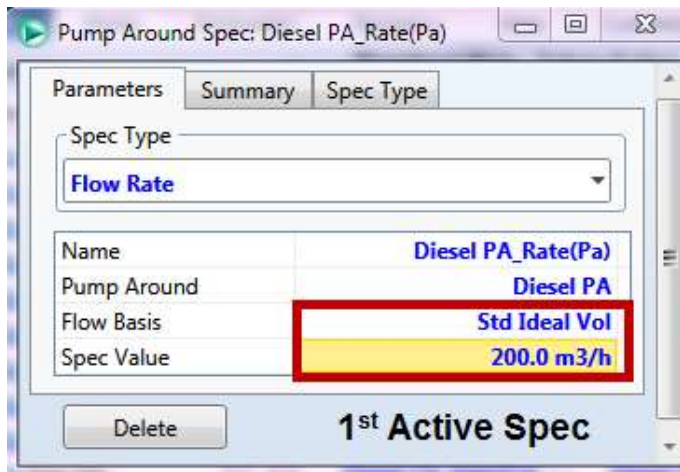 Pump Around Spec: Diesel PA_Rate(Pa)
Parameters Summary Spec Type
Spec Type
Flow Rate
Name Diesel PA_Rate(Pa)
Pump Around Diesel PA
Flow Basis Std Ideal Vol
Spec Value 200.0 m3/h
Delete 1st Active Spec